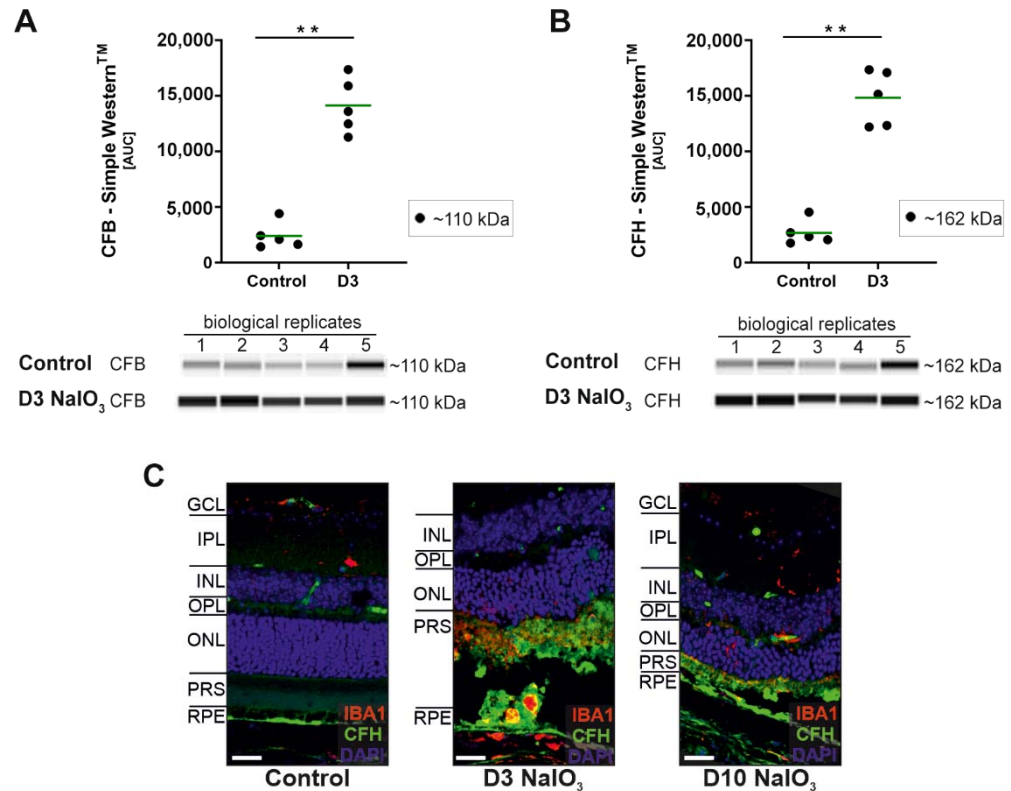 A
CFB - Simple Western™
[AUC]
20,000
15,000
10,000
5,000
0
* *
Control D3
● ~110 kDa
biological replicates
1 2 3 4 5
Control CFB ~110 kDa
D3 NaIO₃ CFB ~110 kDa
B
CFH - Simple Western™
[AUC]
20,000
15,000
10,000
5,000
0
* *
Control D3
● ~162 kDa
biological replicates
1 2 3 4 5
Control CFH ~162 kDa
D3 NaIO₃ CFH ~162 kDa
C
GCL
IPL
INL
OPL
ONL
PRS
RPE
IBA1
CFH
DAPI
Control
INL
OPL
ONL
PRS
RPE
IBA1
CFH
DAPI
D3 NaIO₃
GCL
IPL
INL
OPL
ONL
PRS
RPE
IBA1
CFH
DAPI
D10 NaIO₃